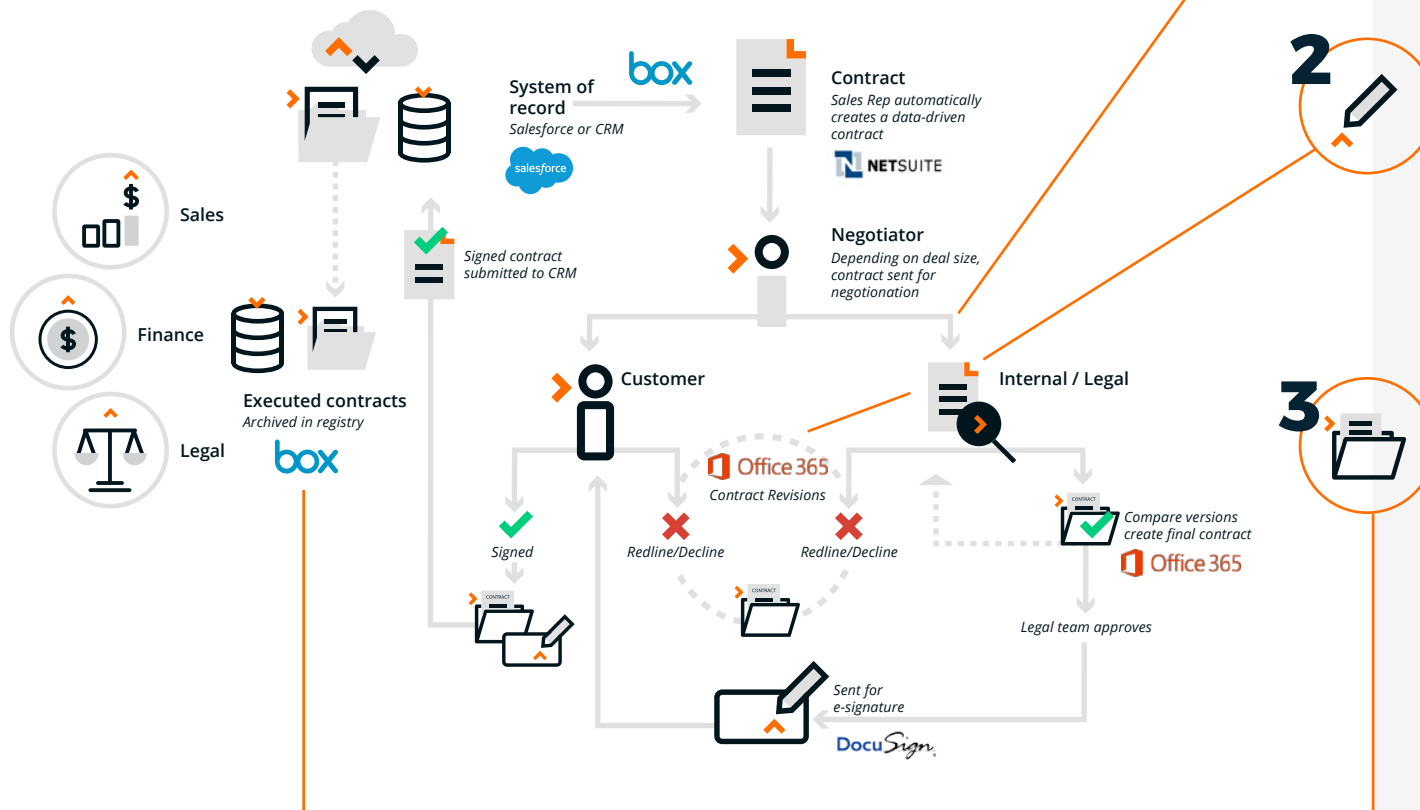 System of
record
Salesforce or CRM
salesforce
box
Contract
Sales Rep automatically
creates a data-driven
contract
NETSUITE
2
$
Sales
Signed contract
submitted to CRM
Negotiator
Depending on deal size,
contract sent for
negotionation
$
Finance
Executed contracts
Archived in registry
box
Legal
Customer
Internal / Legal
3
Office 365
Contract Revisions
Signed
Redline/Decline
Redline/Decline
CONTRACT
Compare versions
create final contract
Office 365
CONTRACT
CONTRACT
Legal team approves
Sent for
e-signature
DocuSign